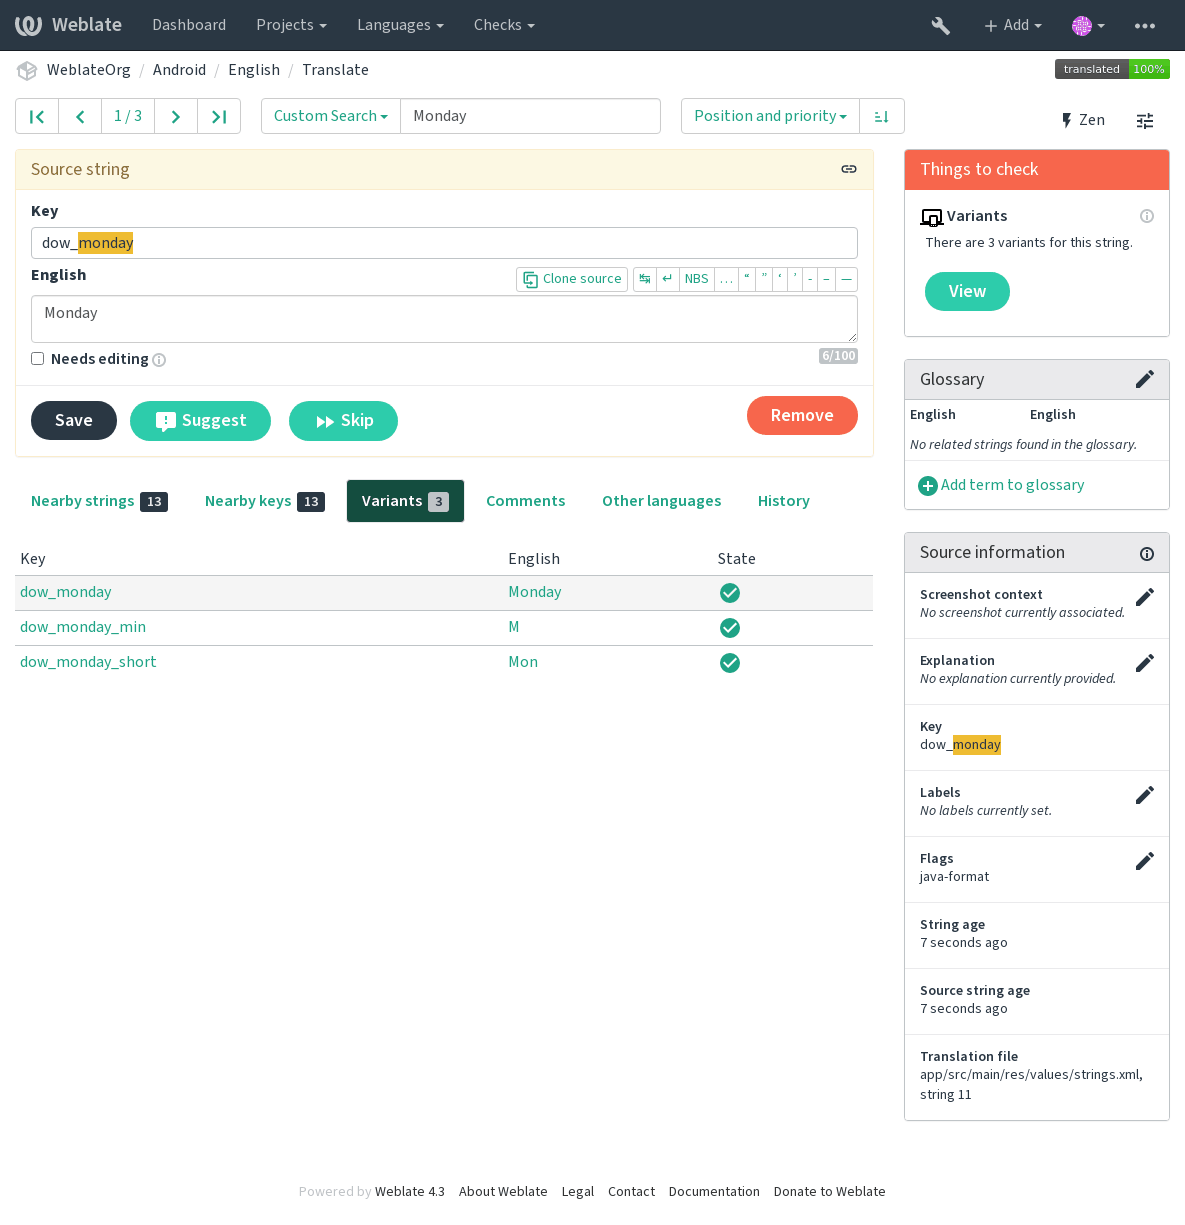 Weblate Dashboard Projects Languages Checks Add
WeblateOrg / Android / English / Translate
translated 100%
1 / 3 Custom Search Monday Position and priority Zen
Source string
Key
dow_monday
English
Clone source ↹ ↵ NBS … “ ” ‘ ’ - – —
Monday
Needs editing
6/100
Save Suggest Skip Remove
Nearby strings 13 Nearby keys 13 Variants 3 Comments Other languages History
Key English State
dow_monday Monday
dow_monday_min M
dow_monday_short Mon
Things to check
Variants
There are 3 variants for this string.
View
Glossary
English English
No related strings found in the glossary.
Add term to glossary
Source information
Screenshot context
No screenshot currently associated.
Explanation
No explanation currently provided.
Key
dow_monday
Labels
No labels currently set.
Flags
java-format
String age
7 seconds ago
Source string age
7 seconds ago
Translation file
app/src/main/res/values/strings.xml,
string 11
Powered by Weblate 4.3 About Weblate Legal Contact Documentation Donate to Weblate